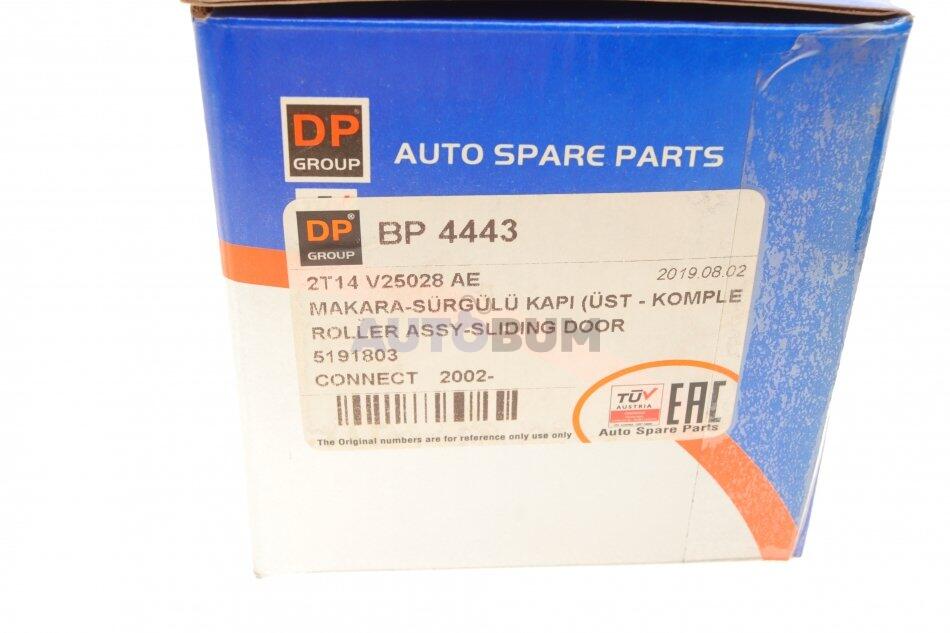 DP®
GROUP
AUTO SPARE PARTS
DP®
GROUP
BP 4443
2T14 V25028 AE
2019.08.02
MAKARA-SÜRGÜLÜ KAPI (ÜST - KOMPLE
ROLLER ASSY-SLIDING DOOR
AUTOBUM
5191803
CONNECT 2002-
TÜV
AUSTRIA
EAC
Auto Spare Parts
The Original numbers are for reference only use only